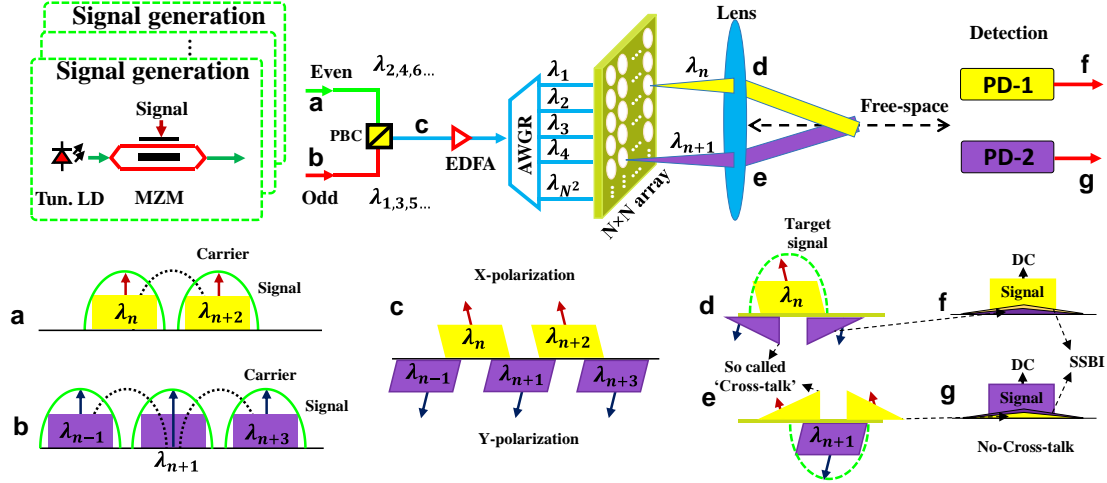 Signal generation
Signal generation
Signal
Tun. LD
MZM
Even
λ2,4,6...
a
PBC
c
b
Odd
λ1,3,5...
EDFA
AWGR
λ1
λ2
λ3
λ4
λN²
N×N array
Lens
λn
d
λn+1
e
Free-space
Detection
f
PD-1
PD-2
g
a
Carrier
Signal
λn
λn+2
b
Carrier
Signal
λn-1
λn+3
λn+1
c
X-polarization
λn
λn+2
λn-1
λn+1
λn+3
Y-polarization
Target
signal
d
λn
So called
'Cross-talk'
e
λn+1
f
DC
Signal
SSBI
g
DC
Signal
No-Cross-talk